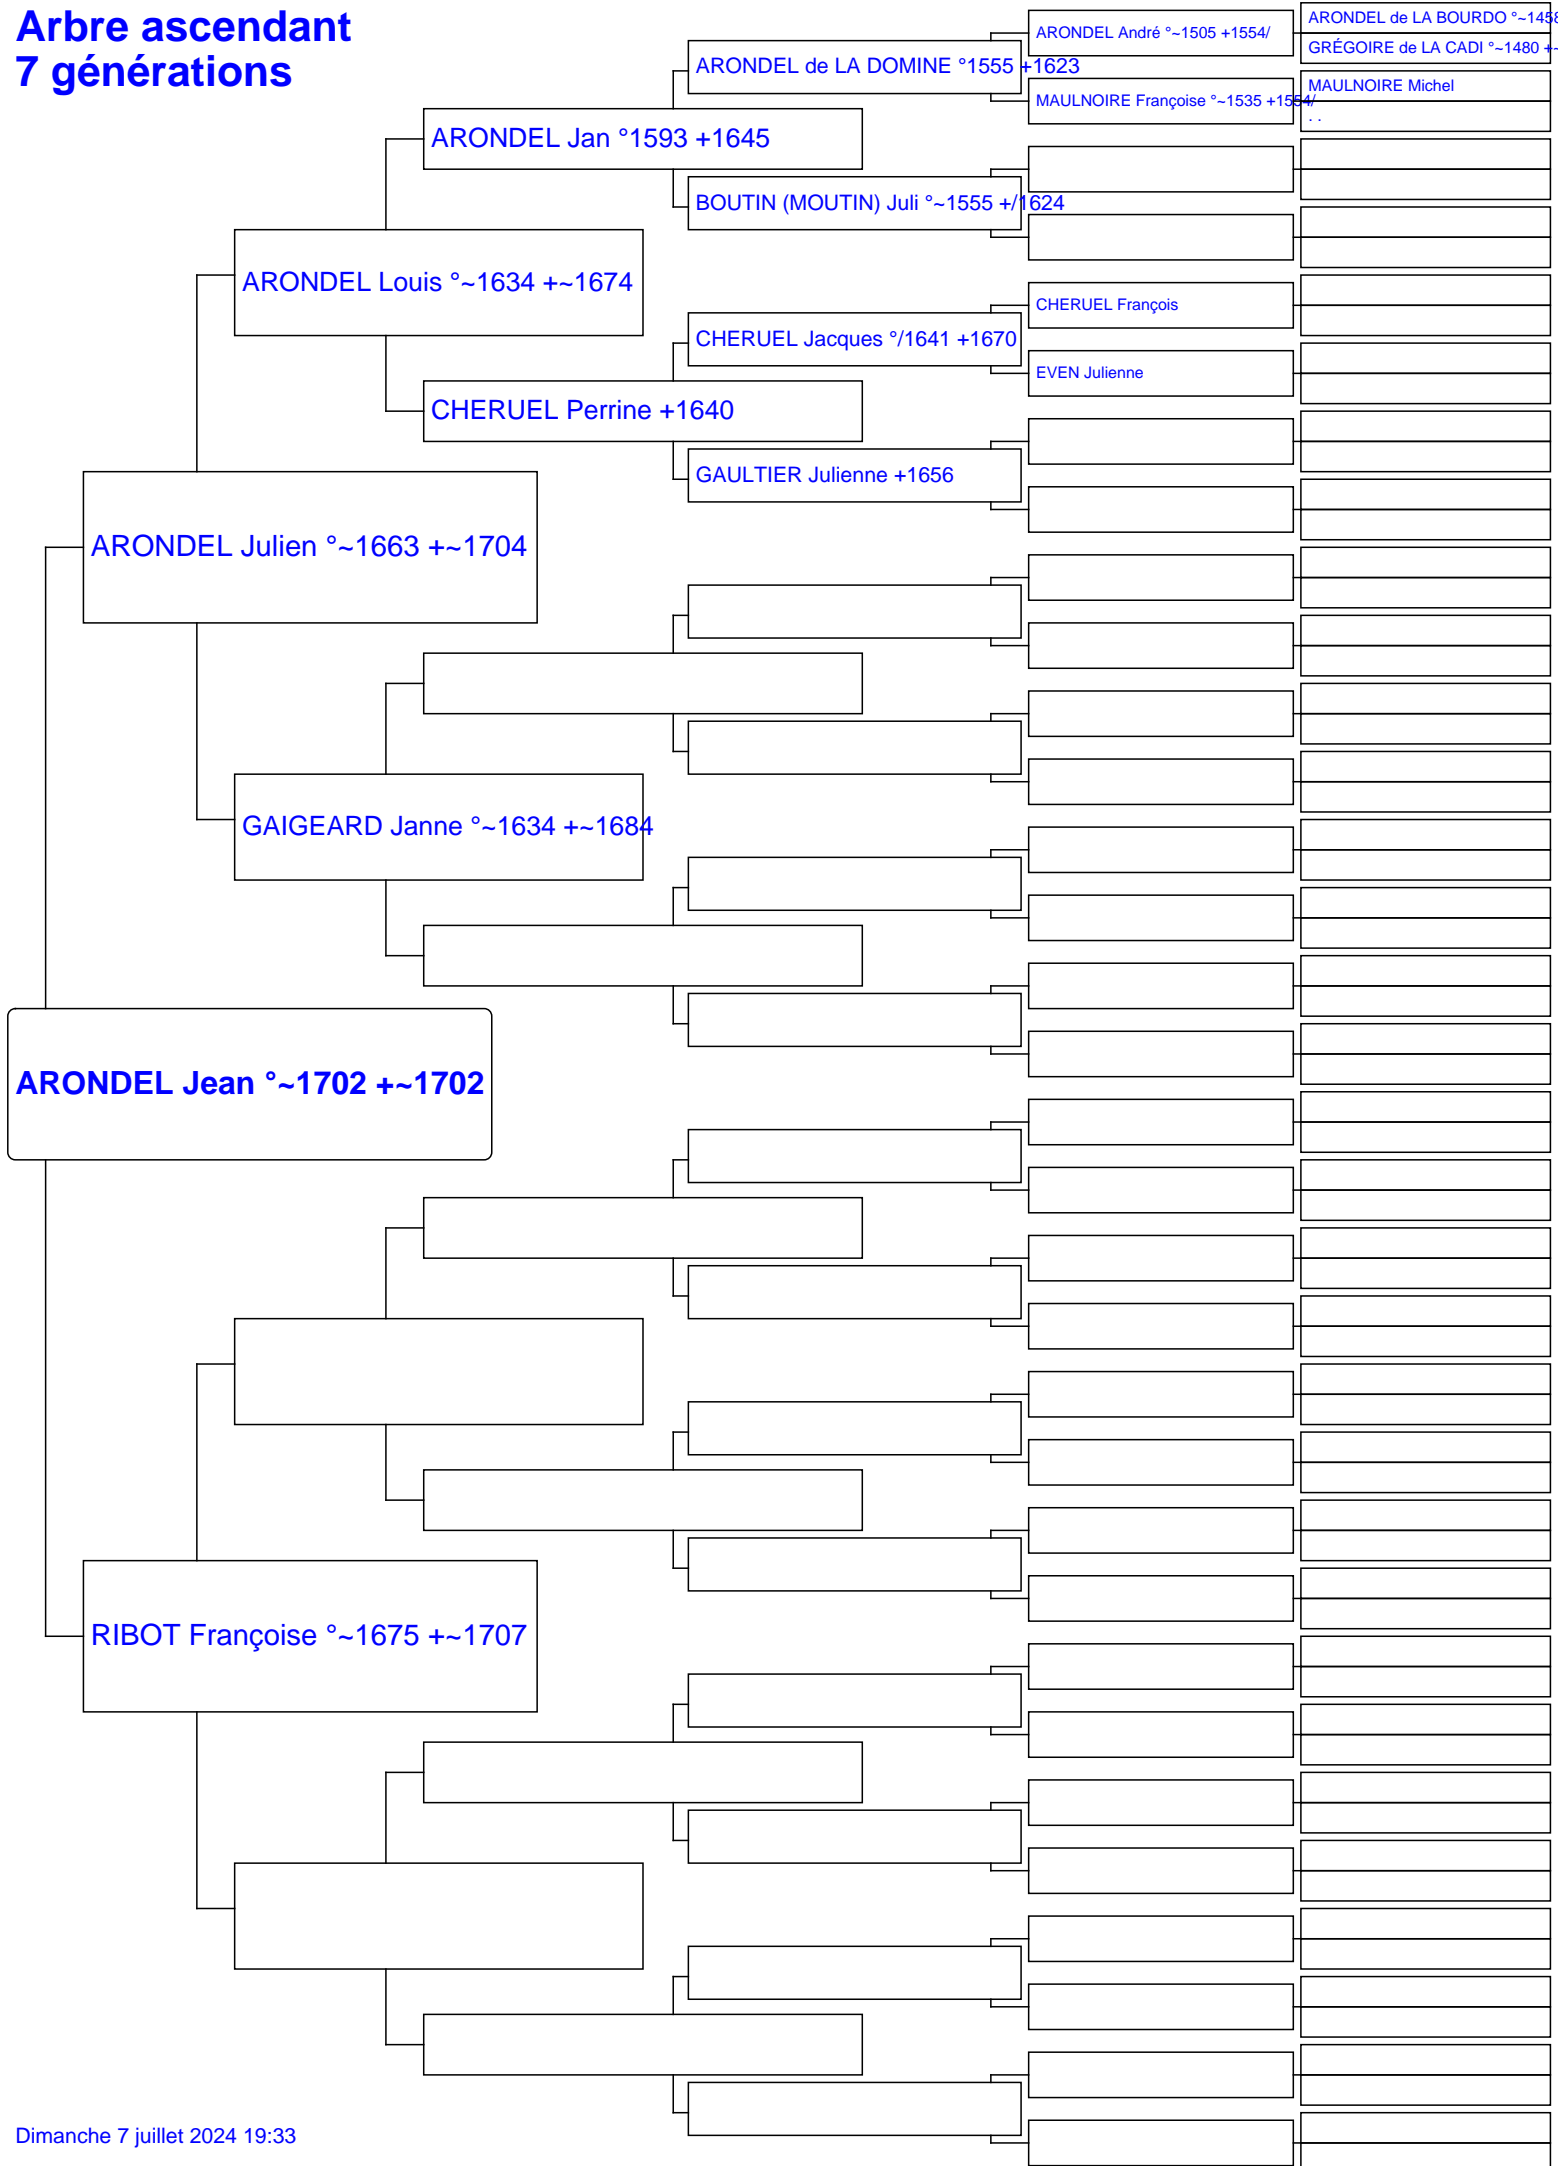 Arbre ascendant
7 générations
ARONDEL de LA BOURDO °~1458
ARONDEL André °~1505 +1554/
GRÉGOIRE de LA CADI °~1480 +~
ARONDEL de LA DOMINE °1555 +1623
MAULNOIRE Michel
MAULNOIRE Françoise °~1535 +1554/
. .
ARONDEL Jan °1593 +1645
BOUTIN (MOUTIN) Juli °~1555 +/1624
ARONDEL Louis °~1634 +~1674
CHERUEL François
CHERUEL Jacques °/1641 +1670
EVEN Julienne
CHERUEL Perrine +1640
GAULTIER Julienne +1656
ARONDEL Julien °~1663 +~1704
GAIGEARD Janne °~1634 +~1684
ARONDEL Jean °~1702 +~1702
RIBOT Françoise °~1675 +~1707
Dimanche 7 juillet 2024 19:33